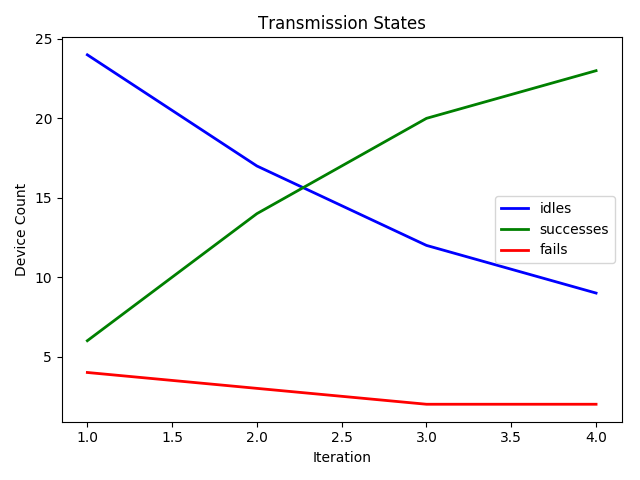 Transmission States
25
20
15
10
5
Device Count
idles
successes
fails
1.0 1.5 2.0 2.5 3.0 3.5 4.0
Iteration